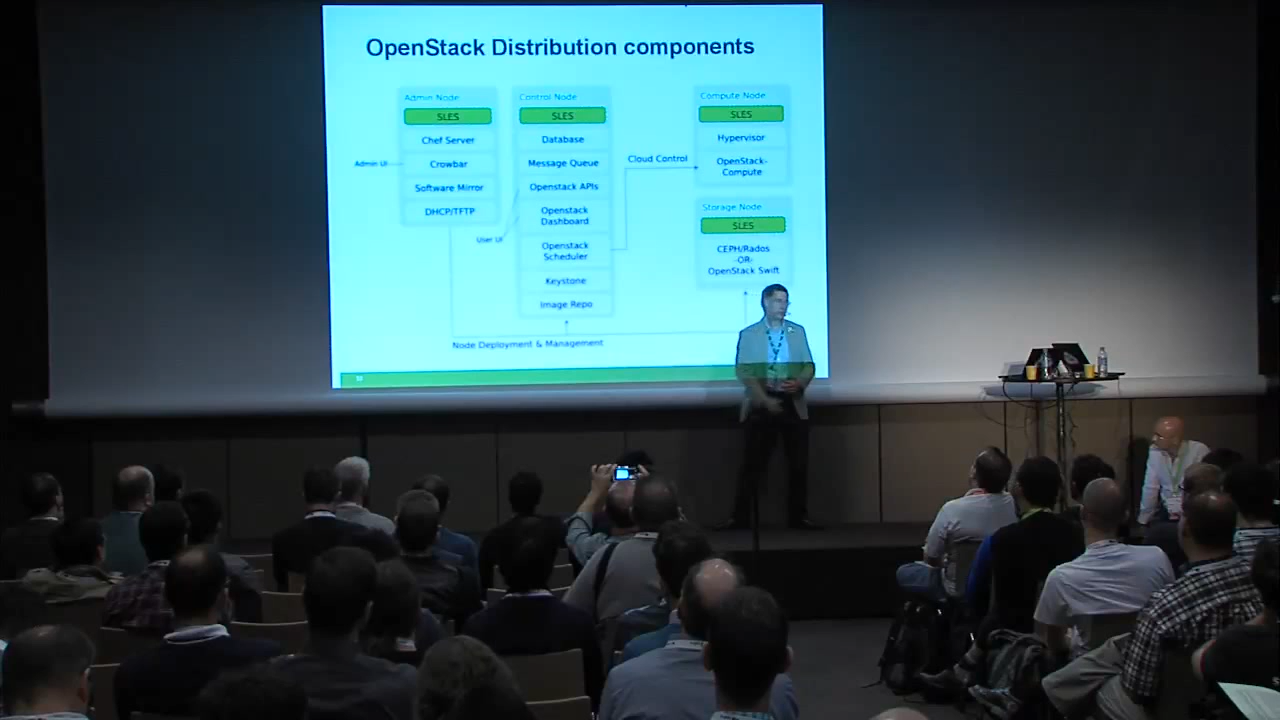 OpenStack Distribution components
Admin Node
SLES
Chef Server
Crowbar
Software Mirror
DHCP/TFTP
Admin UI
Control Node
SLES
Database
Message Queue
Openstack APIs
Openstack
Dashboard
Openstack
Scheduler
Keystone
Image Repo
User UI
Cloud Control
Compute Node
SLES
Hypervisor
OpenStack-
Compute
Storage Node
SLES
CEPH/Rados
-OR-
OpenStack Swift
Node Deployment & Management